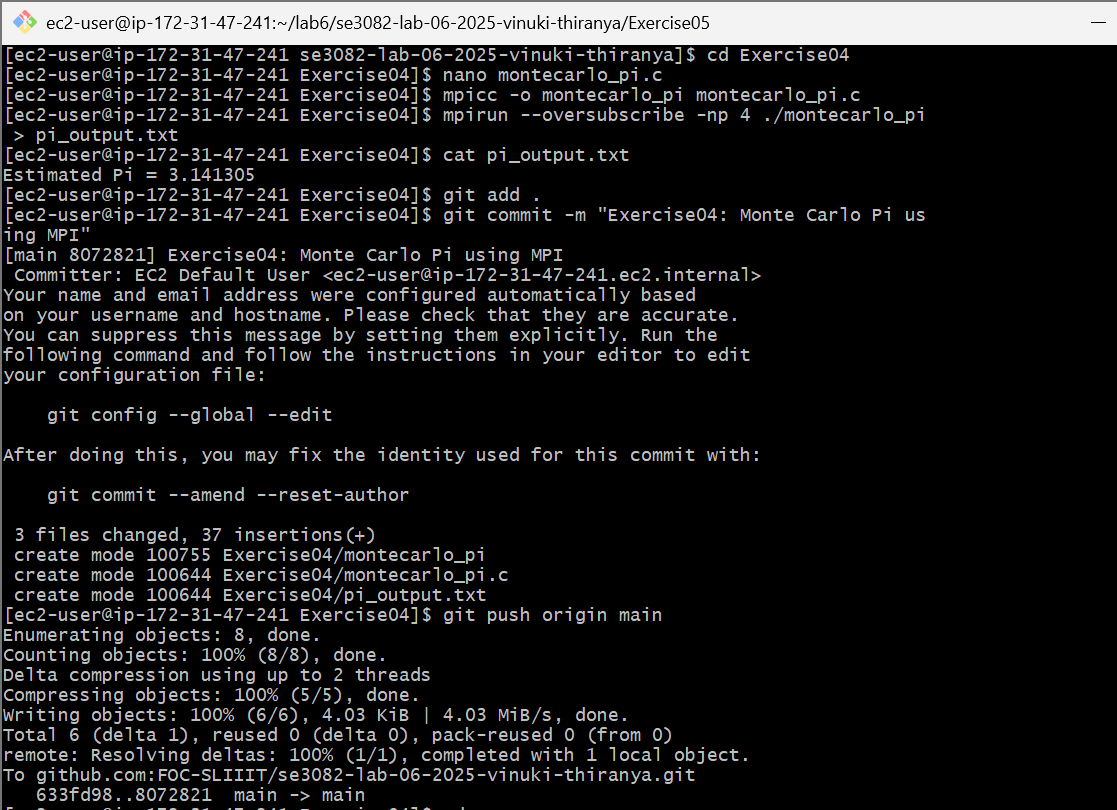 ec2-user@ip-172-31-47-241:~/lab6/se3082-lab-06-2025-vinuki-thiranya/Exercise05
[ec2-user@ip-172-31-47-241 se3082-lab-06-2025-vinuki-thiranya]$ cd Exercise04
[ec2-user@ip-172-31-47-241 Exercise04]$ nano montecarlo_pi.c
[ec2-user@ip-172-31-47-241 Exercise04]$ mpicc -o montecarlo_pi montecarlo_pi.c
[ec2-user@ip-172-31-47-241 Exercise04]$ mpirun --oversubscribe -np 4 ./montecarlo_pi
 > pi_output.txt
[ec2-user@ip-172-31-47-241 Exercise04]$ cat pi_output.txt
Estimated Pi = 3.141305
[ec2-user@ip-172-31-47-241 Exercise04]$ git add .
[ec2-user@ip-172-31-47-241 Exercise04]$ git commit -m "Exercise04: Monte Carlo Pi us
ing MPI"
[main 8072821] Exercise04: Monte Carlo Pi using MPI
 Committer: EC2 Default User <ec2-user@ip-172-31-47-241.ec2.internal>
Your name and email address were configured automatically based
on your username and hostname. Please check that they are accurate.
You can suppress this message by setting them explicitly. Run the
following command and follow the instructions in your editor to edit
your configuration file:
    git config --global --edit
After doing this, you may fix the identity used for this commit with:
    git commit --amend --reset-author
 3 files changed, 37 insertions(+)
 create mode 100755 Exercise04/montecarlo_pi
 create mode 100644 Exercise04/montecarlo_pi.c
 create mode 100644 Exercise04/pi_output.txt
[ec2-user@ip-172-31-47-241 Exercise04]$ git push origin main
Enumerating objects: 8, done.
Counting objects: 100% (8/8), done.
Delta compression using up to 2 threads
Compressing objects: 100% (5/5), done.
Writing objects: 100% (6/6), 4.03 KiB | 4.03 MiB/s, done.
Total 6 (delta 1), reused 0 (delta 0), pack-reused 0 (from 0)
remote: Resolving deltas: 100% (1/1), completed with 1 local object.
To github.com:FOC-SLIIIT/se3082-lab-06-2025-vinuki-thiranya.git
   633fd98..8072821  main -> main